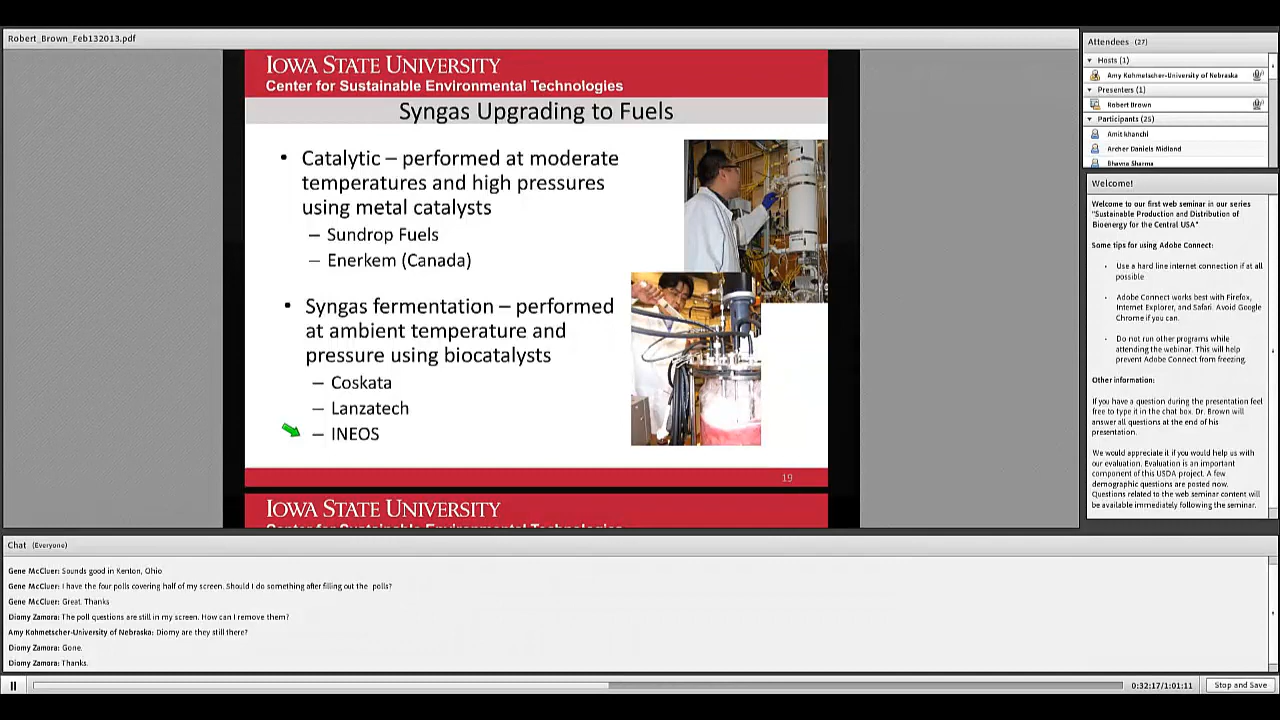 Robert_Brown_Feb132013.pdf
IOWA STATE UNIVERSITY
Center for Sustainable Environmental Technologies
Syngas Upgrading to Fuels
• Catalytic – performed at moderate
temperatures and high pressures
using metal catalysts
– Sundrop Fuels
– Enerkem (Canada)
• Syngas fermentation – performed
at ambient temperature and
pressure using biocatalysts
– Coskata
– Lanzatech
– INEOS
19
IOWA STATE UNIVERSITY
Center for Sustainable Environmental Technologies
Attendees (27)
Hosts (1)
Amy Kohmetscher-University of Nebraska
Presenters (1)
Robert Brown
Participants (25)
Amit khanchi
Archer Daniels Midland
Bhavna Sharma
Welcome!
Welcome to our first web seminar in our series
"Sustainable Production and Distribution of
Bioenergy for the Central USA"
Some tips for using Adobe Connect:
• Use a hard line internet connection if at all
possible
• Adobe Connect works best with Firefox,
Internet Explorer, and Safari. Avoid Google
Chrome if you can.
• Do not run other programs while
attending the webinar. This will help
prevent Adobe Connect from freezing.
Other information:
If you have a question during the presentation feel
free to type it in the chat box. Dr. Brown will
answer all questions at the end of his
presentation.
We would appreciate it if you would help us with
our evaluation. Evaluation is an important
component of this USDA project. A few
demographic questions are posted now.
Questions related to the web seminar content will
be available immediately following the seminar.
Chat (Everyone)
Gene McCluer: Sounds good in Kenton, Ohio
Gene McCluer: I have the four polls covering half of my screen. Should I do something after filling out the polls?
Gene McCluer: Great. Thanks
Diomy Zamora: The poll questions are still in my screen. How can I remove them?
Amy Kohmetscher-University of Nebraska: Diomy are they still there?
Diomy Zamora: Gone.
Diomy Zamora: Thanks.
0:32:17/1:01:11
Stop and Save